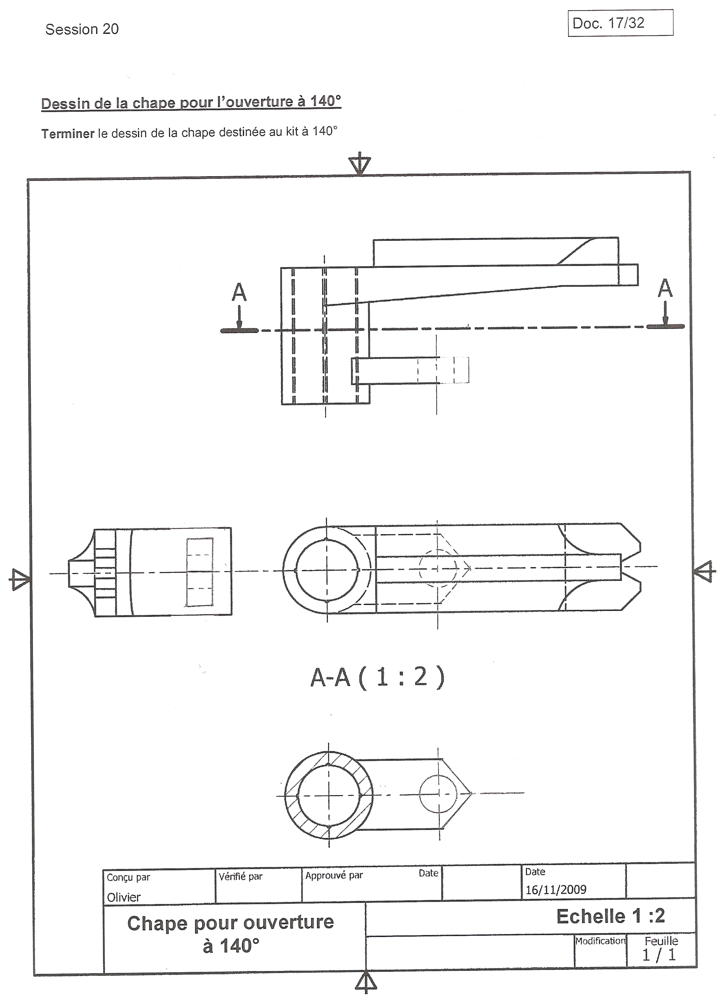 Session 20
Doc. 17/32
Dessin de la chape pour l'ouverture à 140°
Terminer le dessin de la chape destinée au kit à 140°
A
A
A-A ( 1 : 2 )
Conçu par
Olivier
Vérifié par
Approuvé par
Date
Date
16/11/2009
Chape pour ouverture
à 140°
Echelle 1 :2
Modification
Feuille
1 / 1